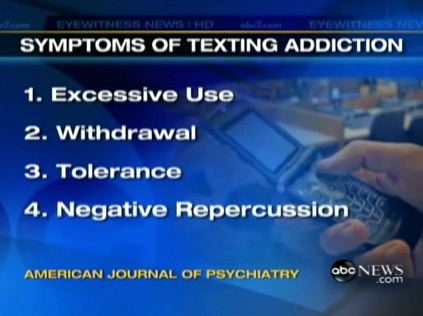 EYEWITNESS NEWS | HD abc7.com EYEWITNESS NEW
SYMPTOMS OF TEXTING ADDICTION
1. Excessive Use
2. Withdrawal
3. Tolerance
4. Negative Repercussion
AMERICAN JOURNAL OF PSYCHIATRY
abc NEWS
.com